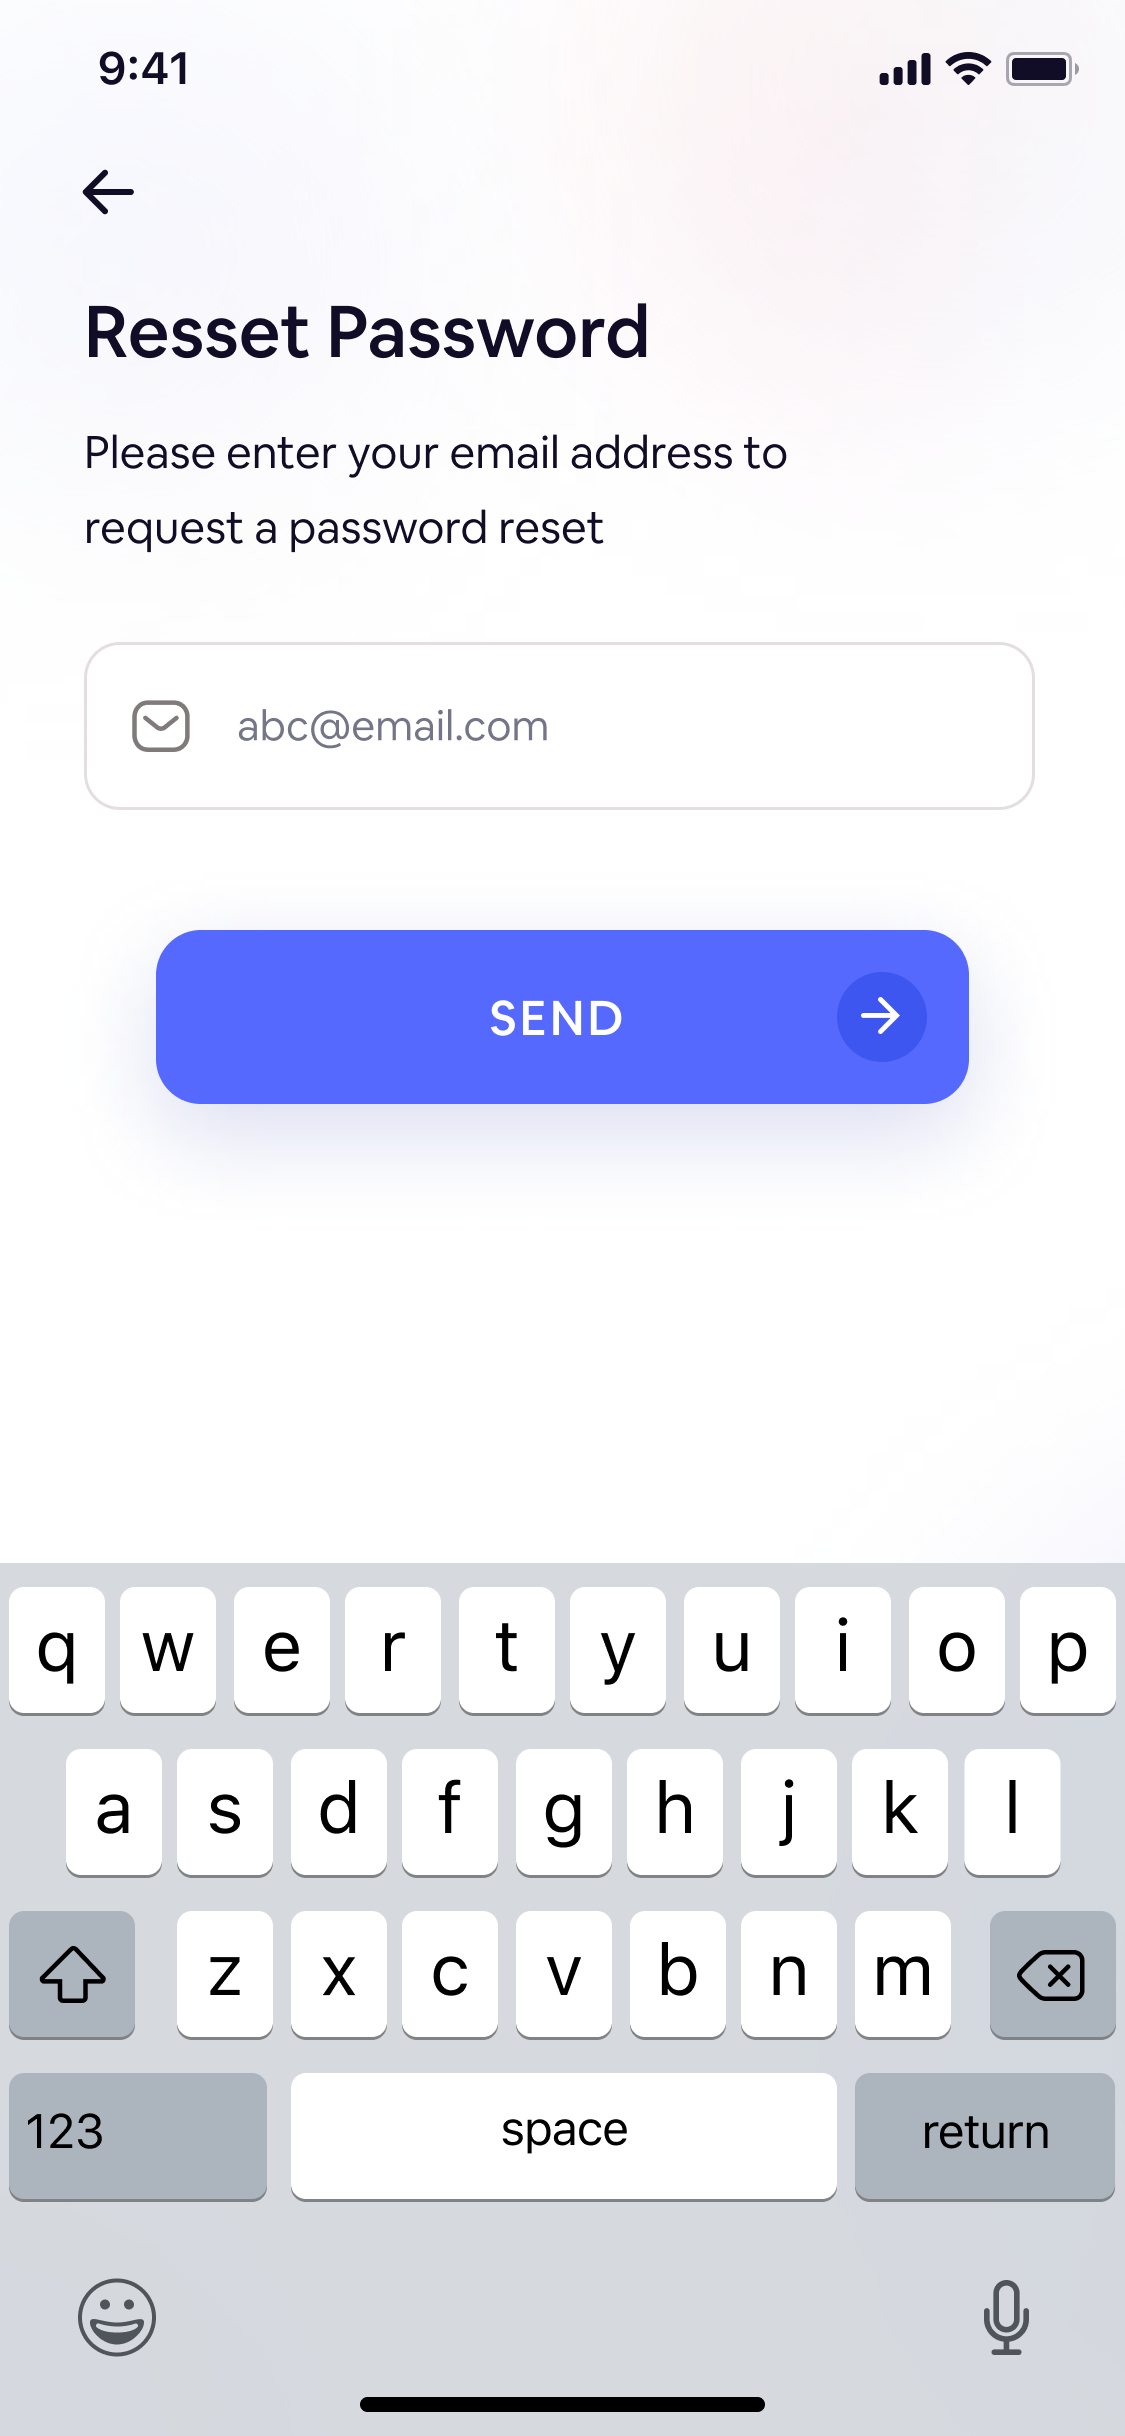 9:41
Resset Password
Please enter your email address to
request a password reset
abc@email.com
SEND
q w e r t y u i o p
a s d f g h j k l
z x c v b n m
123 space return